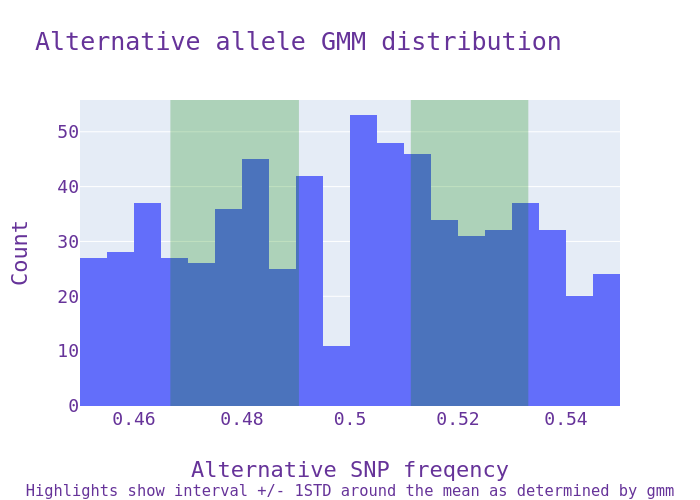 Alternative allele GMM distribution
50
40
30
20
10
0
Count
0.46 0.48 0.5 0.52 0.54
Alternative SNP freqency
Highlights show interval +/- 1STD around the mean as determined by gmm